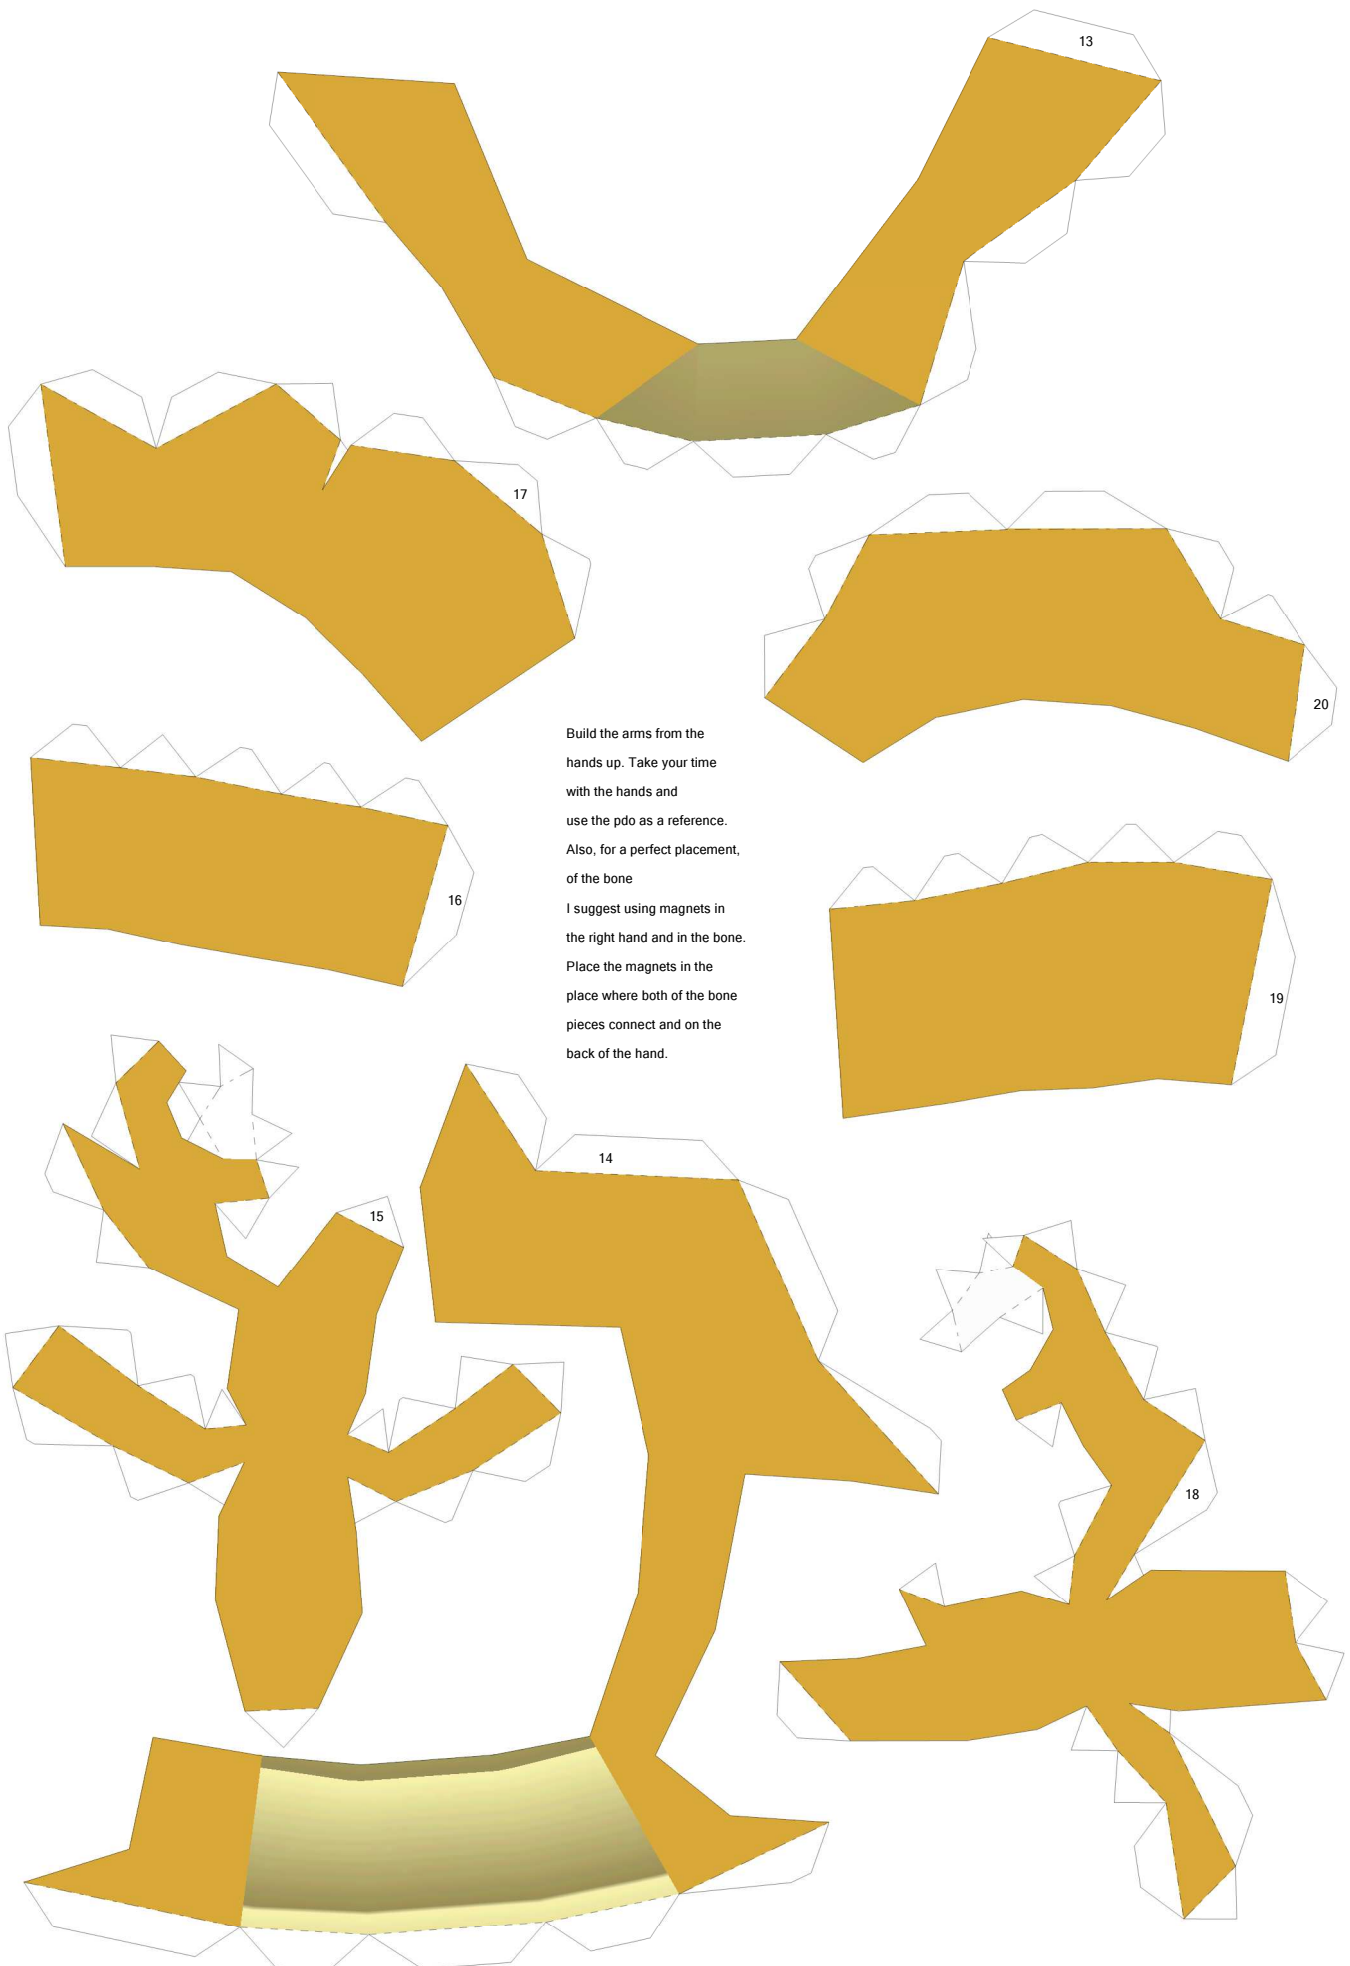 13
17
20
Build the arms from the
hands up. Take your time
with the hands and
use the pdo as a reference.
Also, for a perfect placement,
of the bone
I suggest using magnets in
the right hand and in the bone.
Place the magnets in the
place where both of the bone
pieces connect and on the
back of the hand.
16
19
14
15
18